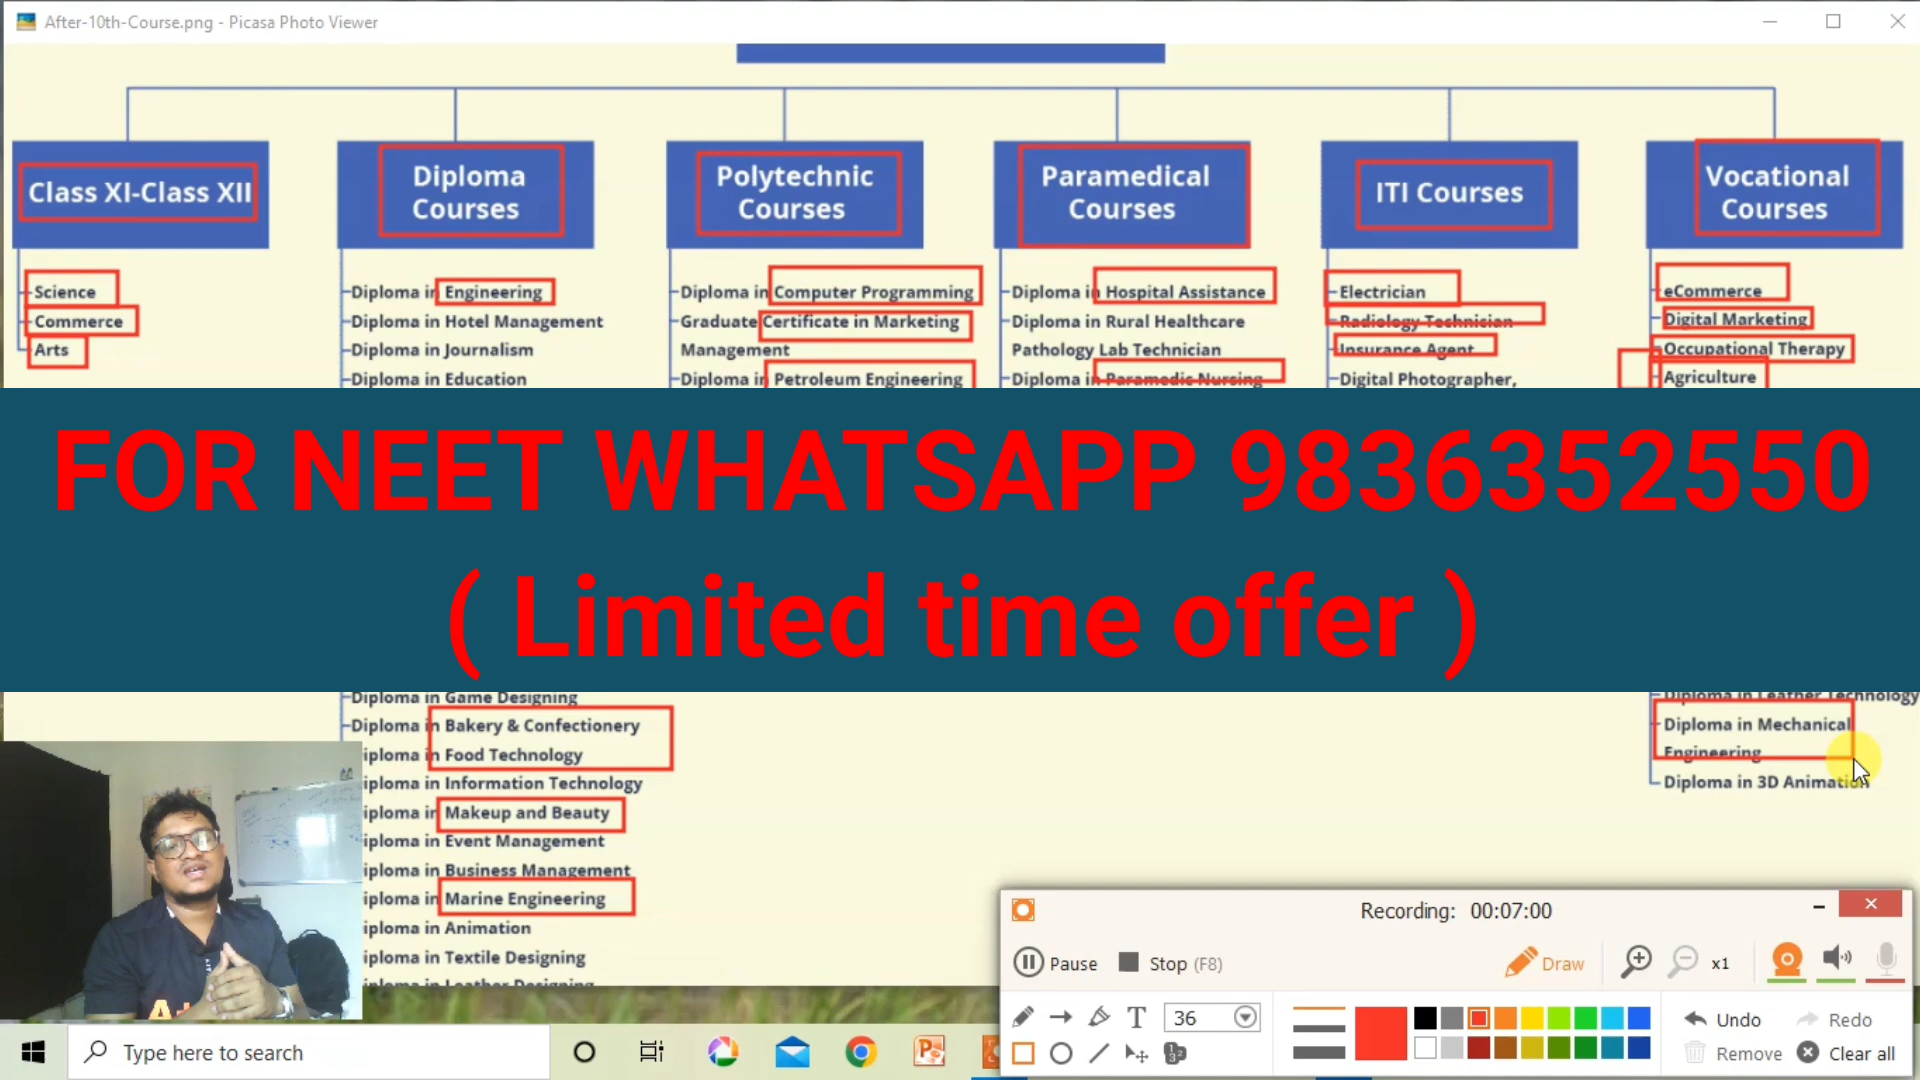 After-10th-Course.png - Picasa Photo Viewer
Class XI-Class XII
Science
Commerce
Arts
Diploma
Courses
Diploma in Engineering
Diploma in Hotel Management
Diploma in Journalism
Diploma in Education
Polytechnic
Courses
Diploma in Computer Programming
Graduate Certificate in Marketing
Management
Diploma in Petroleum Engineering
Paramedical
Courses
Diploma in Hospital Assistance
Diploma in Rural Healthcare
Pathology Lab Technician
Diploma in Paramedic Nursing
ITI Courses
Electrician
Radiology Technician
Insurance Agent
Digital Photographer,
Vocational
Courses
eCommerce
Digital Marketing
Occupational Therapy
Agriculture
FOR NEET WHATSAPP 9836352550
( Limited time offer )
Diploma in Game Designing
Diploma in Bakery & Confectionery
iploma in Food Technology
iploma in Information Technology
iploma in Makeup and Beauty
iploma in Event Management
iploma in Business Management
iploma in Marine Engineering
iploma in Animation
iploma in Textile Designing
iploma in Leather Designing
Diploma in Leather Technology
Diploma in Mechanical
Engineering
Diploma in 3D Animation
Recording: 00:07:00
Pause
Stop (F8)
Draw
x1
T
36
Undo
Redo
Remove
Clear all
Type here to search